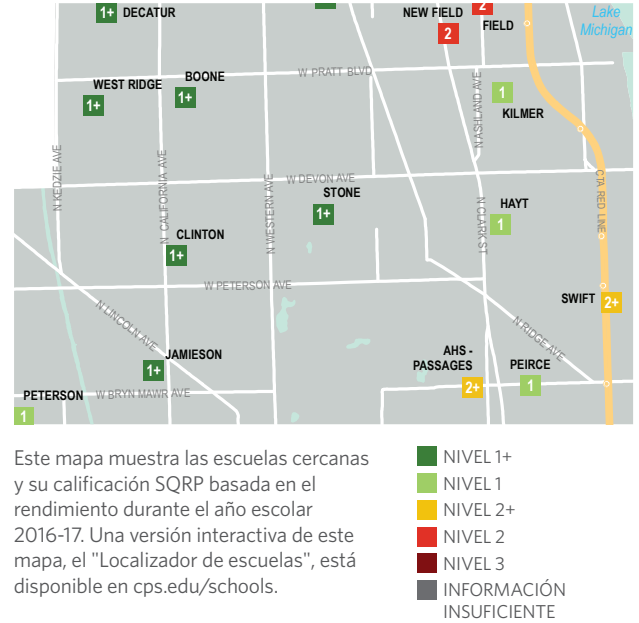 1+ DECATUR
NEW FIELD
2
2
FIELD
Lake
Michigan
W PRATT BLVD
WEST RIDGE
1+
BOONE
1+
N ASHLAND AVE
1
KILMER
N KEDZIE AVE
N CALIFORNIA AVE
N WESTERN AVE
W DEVON AVE
STONE
1+
N CLARK ST
HAYT
1
CTA RED LINE
CLINTON
1+
W PETERSON AVE
SWIFT 2+
N LINCOLN AVE
JAMIESON
1+
N RIDGE AVE
AHS -
PASSAGES
2+
PEIRCE
1
PETERSON
1
W BRYN MAWR AVE
Este mapa muestra las escuelas cercanas
y su calificación SQRP basada en el
rendimiento durante el año escolar
2016-17. Una versión interactiva de este
mapa, el "Localizador de escuelas", está
disponible en cps.edu/schools.
NIVEL 1+
NIVEL 1
NIVEL 2+
NIVEL 2
NIVEL 3
INFORMACIÓN
INSUFICIENTE